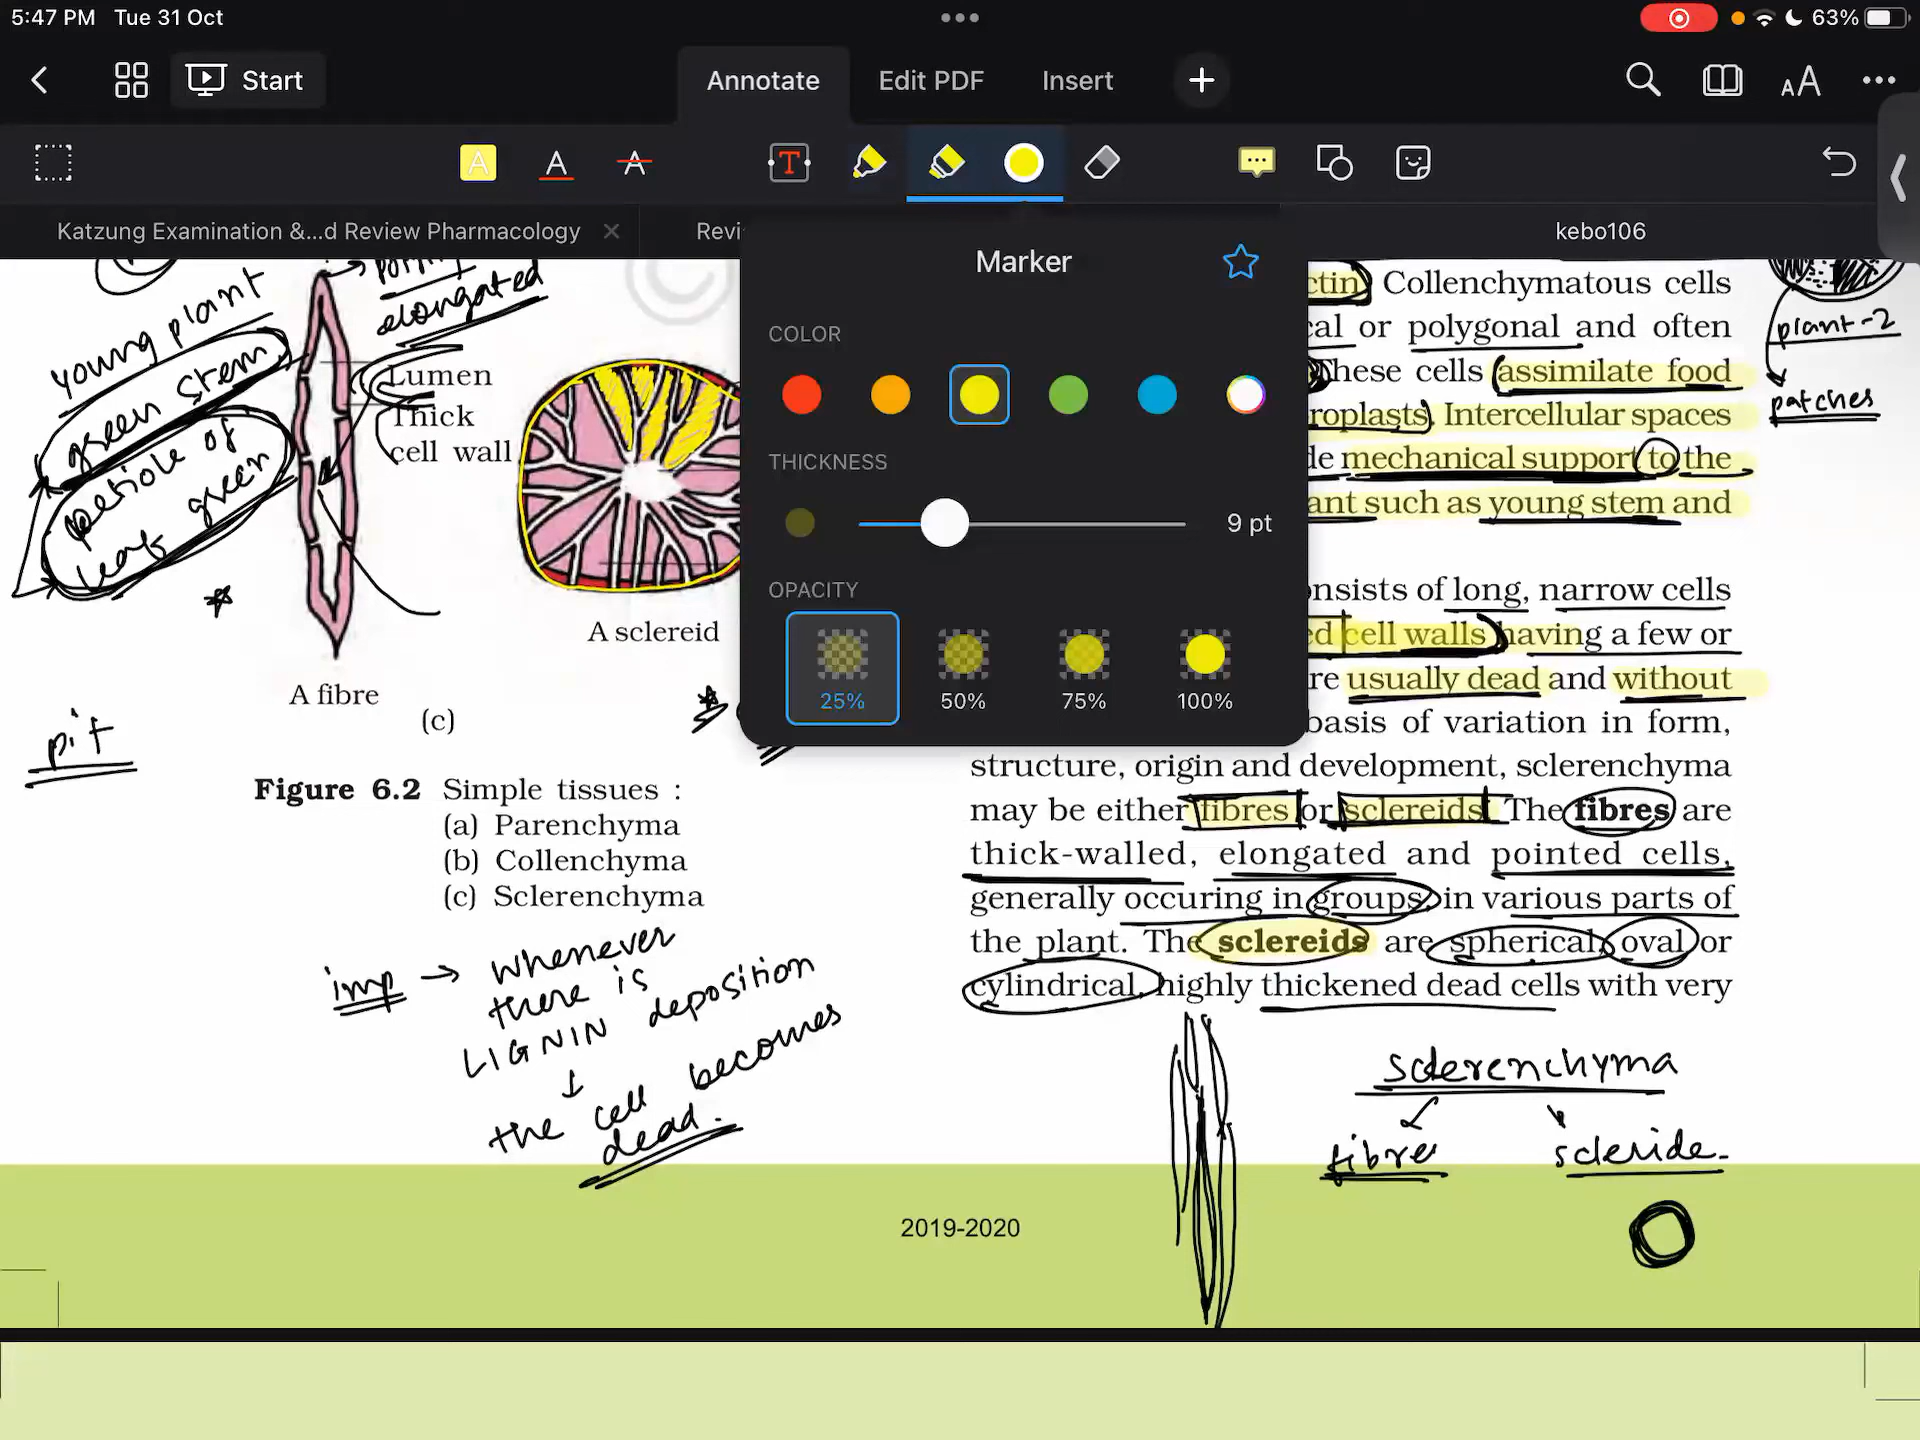 5:47 PM Tue 31 Oct
63%
Start
Annotate
Edit PDF
Insert
AA
A
A
A
T
Katzung Examination &...d Review Pharmacology
Revi
kebo106
Marker
COLOR
THICKNESS
9 pt
OPACITY
25%
50%
75%
100%
elongated
young plant
green stem
petiole of
leaf green
Lumen
Thick
cell wall
A sclereid
A fibre
(c)
pit
Figure 6.2 Simple tissues :
(a) Parenchyma
(b) Collenchyma
(c) Sclerenchyma
imp → whenever
there is
LIGNIN deposition
↓
the cell becomes
dead.
ctin. Collenchymatous cells
cal or polygonal and often
These cells assimilate food
roplasts. Intercellular spaces
de mechanical support to the
ant such as young stem and
plant-2
patches
onsists of long, narrow cells
ed cell walls having a few or
re usually dead and without
basis of variation in form,
structure, origin and development, sclerenchyma
may be either fibres or sclereids. The fibres are
thick-walled, elongated and pointed cells,
generally occuring in groups, in various parts of
the plant. The sclereids are spherical, oval or
cylindrical, highly thickened dead cells with very
sclerenchyma
fibre
scleride
2019-2020